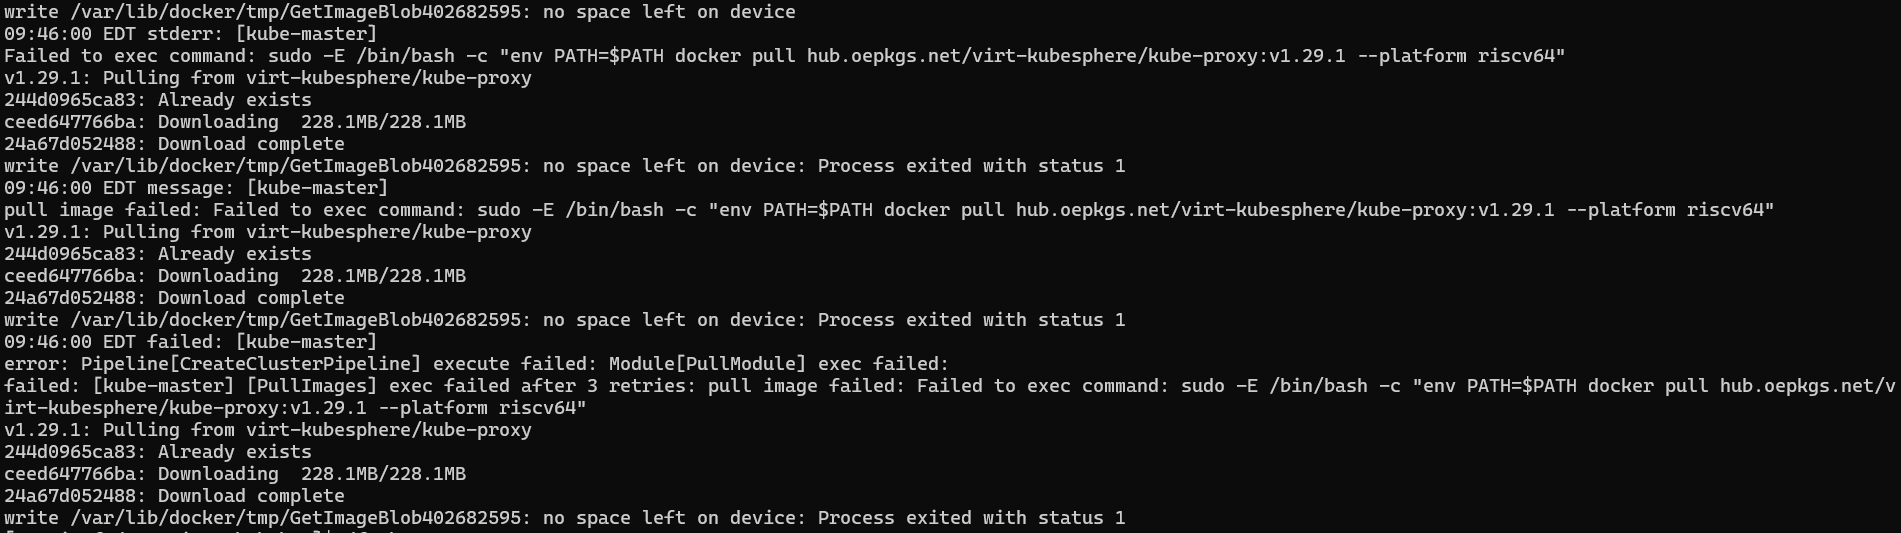 write /var/lib/docker/tmp/GetImageBlob402682595: no space left on device
09:46:00 EDT stderr: [kube-master]
Failed to exec command: sudo -E /bin/bash -c "env PATH=$PATH docker pull hub.oepkgs.net/virt-kubesphere/kube-proxy:v1.29.1 --platform riscv64"
v1.29.1: Pulling from virt-kubesphere/kube-proxy
244d0965ca83: Already exists
ceed647766ba: Downloading  228.1MB/228.1MB
24a67d052488: Download complete
write /var/lib/docker/tmp/GetImageBlob402682595: no space left on device: Process exited with status 1
09:46:00 EDT message: [kube-master]
pull image failed: Failed to exec command: sudo -E /bin/bash -c "env PATH=$PATH docker pull hub.oepkgs.net/virt-kubesphere/kube-proxy:v1.29.1 --platform riscv64"
v1.29.1: Pulling from virt-kubesphere/kube-proxy
244d0965ca83: Already exists
ceed647766ba: Downloading  228.1MB/228.1MB
24a67d052488: Download complete
write /var/lib/docker/tmp/GetImageBlob402682595: no space left on device: Process exited with status 1
09:46:00 EDT failed: [kube-master]
error: Pipeline[CreateClusterPipeline] execute failed: Module[PullModule] exec failed:
failed: [kube-master] [PullImages] exec failed after 3 retries: pull image failed: Failed to exec command: sudo -E /bin/bash -c "env PATH=$PATH docker pull hub.oepkgs.net/v
irt-kubesphere/kube-proxy:v1.29.1 --platform riscv64"
v1.29.1: Pulling from virt-kubesphere/kube-proxy
244d0965ca83: Already exists
ceed647766ba: Downloading  228.1MB/228.1MB
24a67d052488: Download complete
write /var/lib/docker/tmp/GetImageBlob402682595: no space left on device: Process exited with status 1